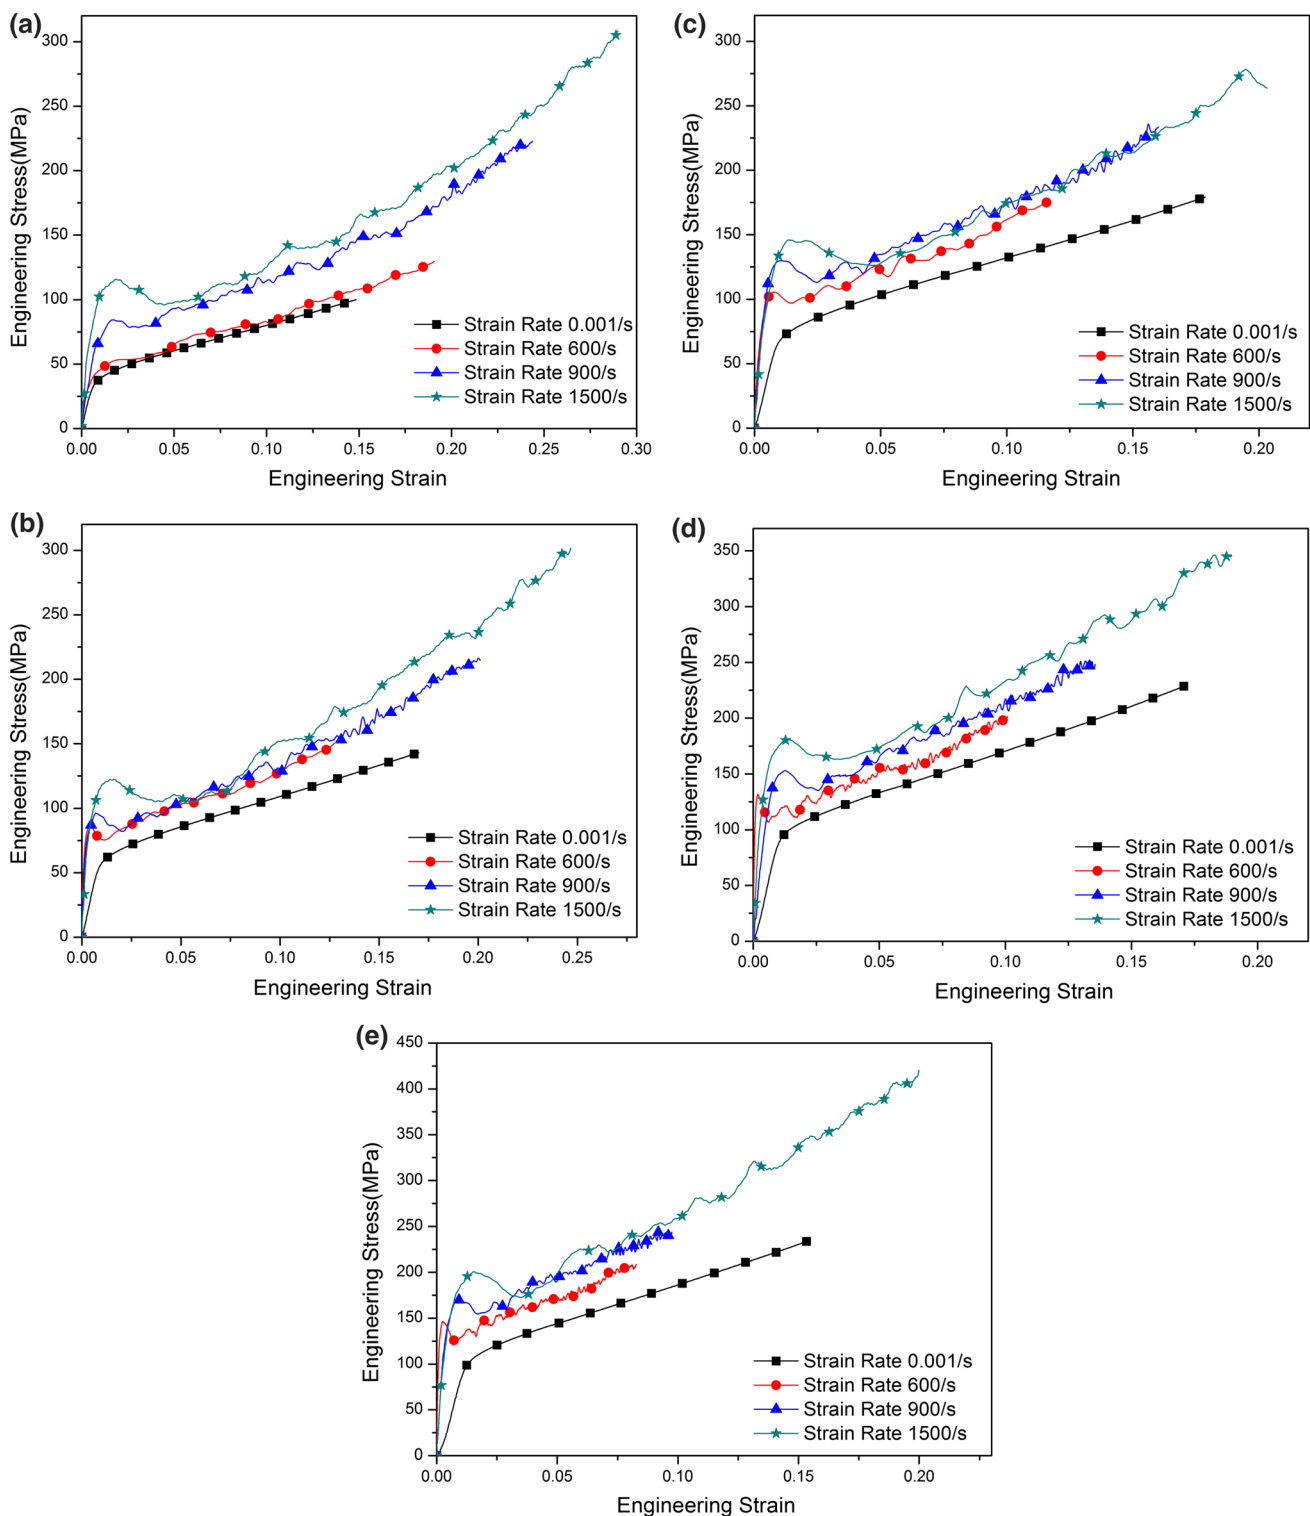 (a)
300
250
200
150
100
50
0
Engineering Stress(MPa)
Strain Rate 0.001/s
Strain Rate 600/s
Strain Rate 900/s
Strain Rate 1500/s
0.00 0.05 0.10 0.15 0.20 0.25 0.30
Engineering Strain
(c)
300
250
200
150
100
50
0
Engineering Stress(MPa)
Strain Rate 0.001/s
Strain Rate 600/s
Strain Rate 900/s
Strain Rate 1500/s
0.00 0.05 0.10 0.15 0.20
Engineering Strain
(b)
300
250
200
150
100
50
0
Engineering Stress(MPa)
Strain Rate 0.001/s
Strain Rate 600/s
Strain Rate 900/s
Strain Rate 1500/s
0.00 0.05 0.10 0.15 0.20 0.25
Engineering Strain
(d)
350
300
250
200
150
100
50
0
Engineering Stress(MPa)
Strain Rate 0.001/s
Strain Rate 600/s
Strain Rate 900/s
Strain Rate 1500/s
0.00 0.05 0.10 0.15 0.20
Engineering Strain
(e)
450
400
350
300
250
200
150
100
50
0
Engineering Stress(MPa)
Strain Rate 0.001/s
Strain Rate 600/s
Strain Rate 900/s
Strain Rate 1500/s
0.00 0.05 0.10 0.15 0.20
Engineering Strain